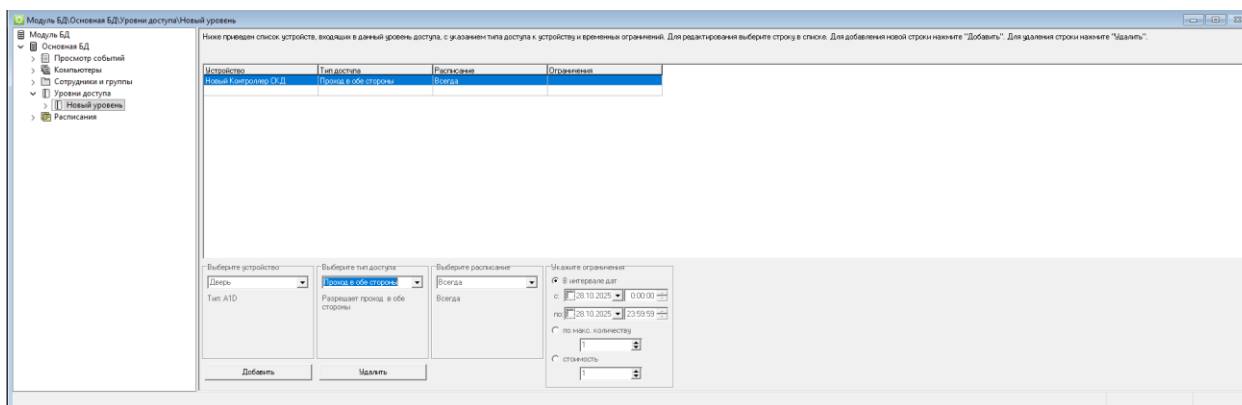 Модуль БД\Основная БД\Уровни доступа\Новый уровень
Модуль БД
Основная БД
Просмотр событий
Компьютеры
Сотрудники и группы
Уровни доступа
Новый уровень
Расписания
Ниже приведен список устройств, входящих в данный уровень доступа, с указанием типа доступа к устройству и временных ограничений. Для редактирования выберите строку в списке. Для добавления новой строки нажмите "Добавить". Для удаления строки нажмите "Удалить".
Устройство Тип доступа Расписание Ограничения
Новый Контроллер СКД Проход в обе стороны Всегда
Выберите устройство Выберите тип доступа Выберите расписание Укажите ограничения
Дверь Проход в обе стороны Всегда В интервале дат
Тип: A1D Разрешает проход в обе стороны Всегда
с: 28.10.2025 0:00:00
по: 28.10.2025 23:59:59
по макс. количеству
1
стоимость
1
Добавить Удалить